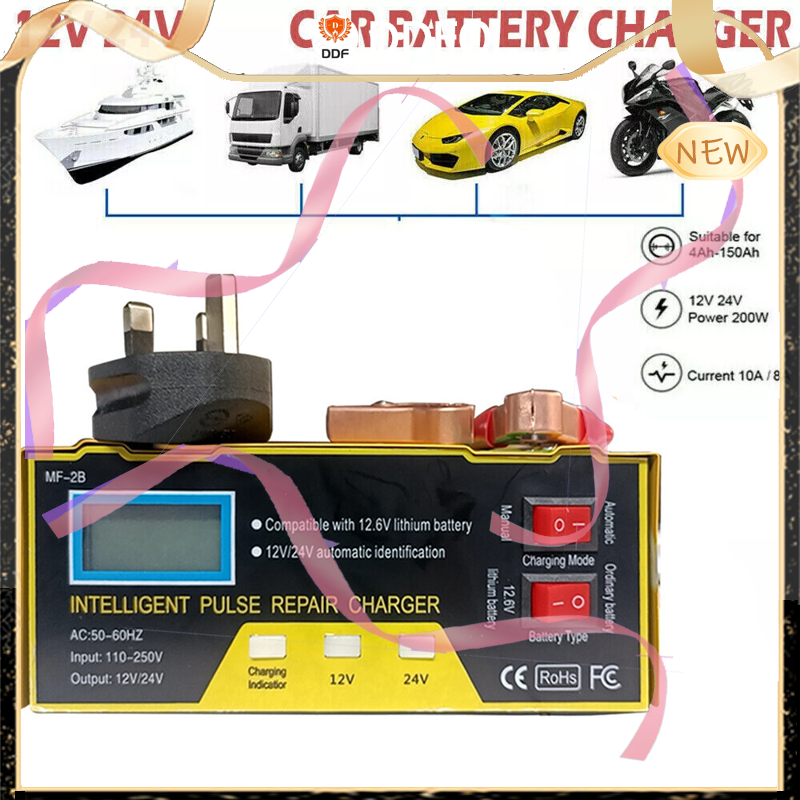 12V 24V CAR BATTERY CHARGER
DDF
NEW
Suitable for
4Ah-150Ah
12V 24V
Power 200W
Current 10A / 8
MF-2B
Compatible with 12.6V lithium battery
12V/24V automatic identification
INTELLIGENT PULSE REPAIR CHARGER
AC:50-60HZ
Input: 110-250V
Output: 12V/24V
Charging
Indicatior
12V
24V
Manual
Automatic
Charging Mode
12.6V
lithium battery
Ordinary battery
Battery Type
CE RoHs FC